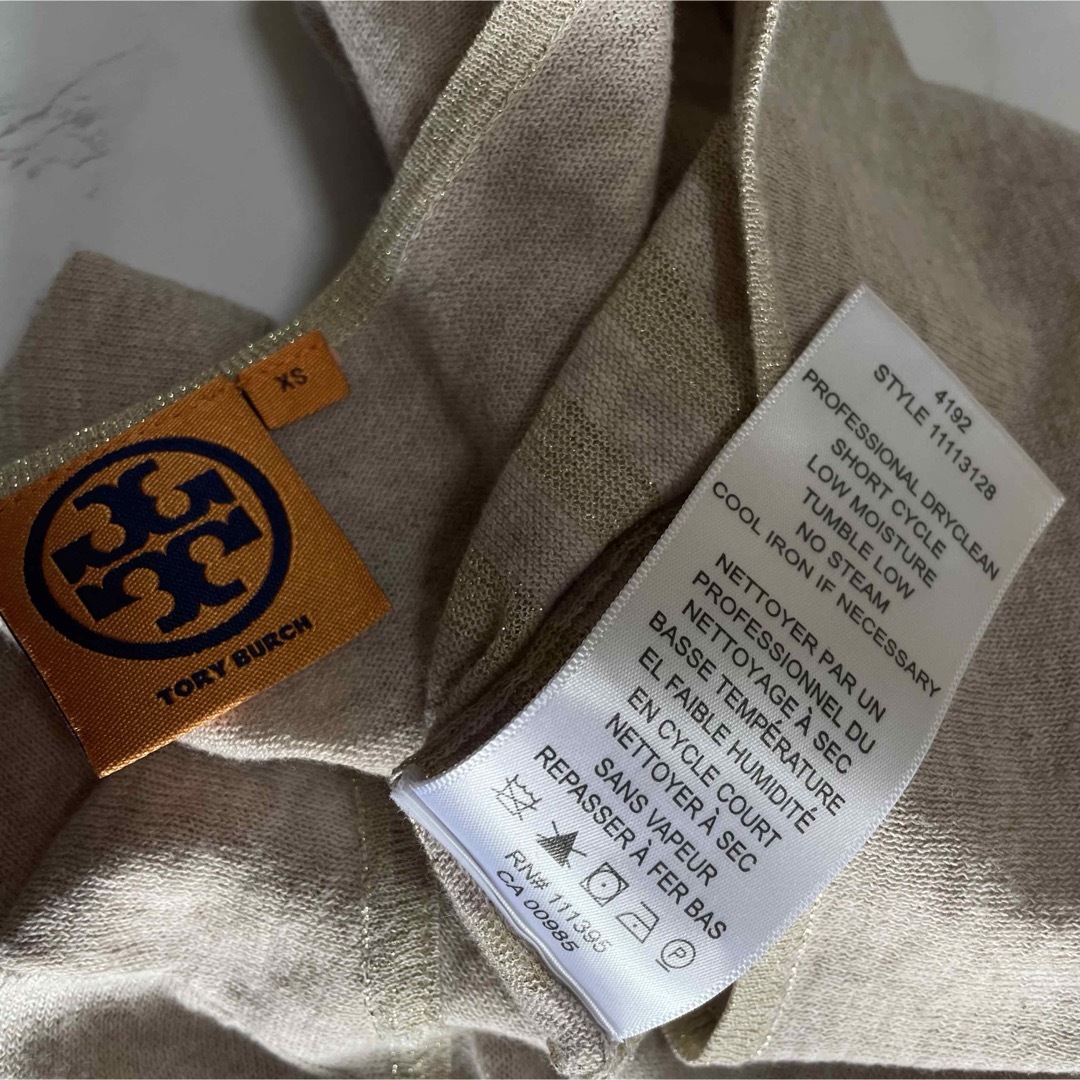 XS
TORY BURCH
4192
STYLE 11113128
PROFESSIONAL DRYCLEAN
SHORT CYCLE
LOW MOISTURE
TUMBLE LOW
NO STEAM
COOL IRON IF NECESSARY
NETTOYER PAR UN
PROFESSIONNEL DU
NETTOYAGE À SEC
BASSE TEMPÉRATURE
EL FAIBLE HUMIDITÉ
EN CYCLE COURT
NETTOYER À SEC
SANS VAPEUR
REPASSER À FER BAS
P
RN# 111395
CA 00985